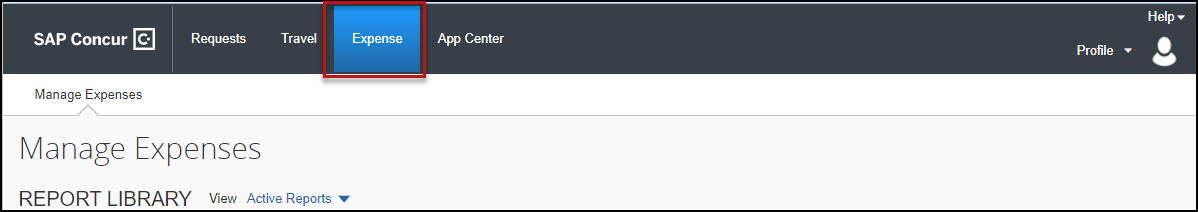 Help
SAP Concur C Requests Travel Expense App Center
Profile
Manage Expenses
Manage Expenses
REPORT LIBRARY View Active Reports